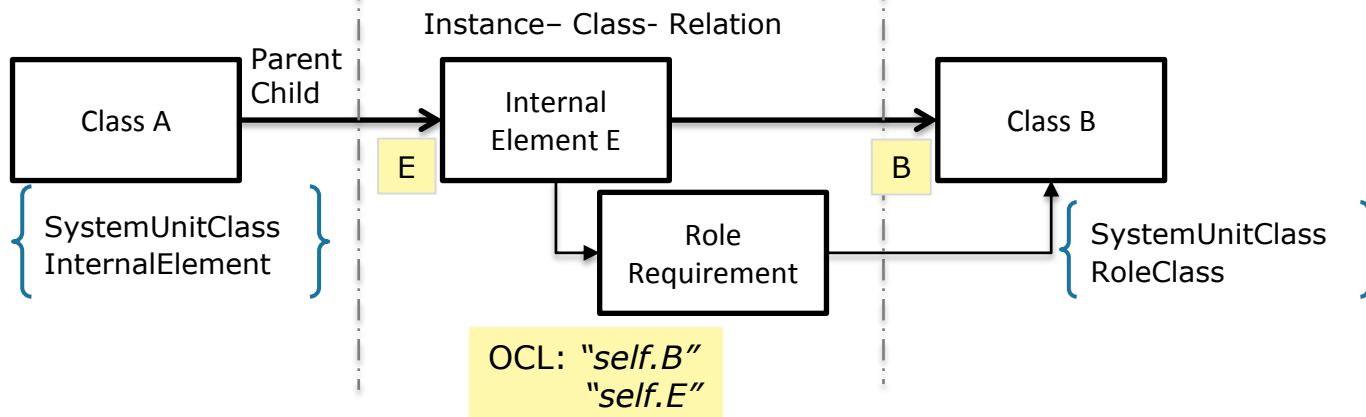 Instance– Class- Relation
Parent
Child
Class A
Internal
Element E
Class B
E
B
SystemUnitClass
InternalElement
Role
Requirement
SystemUnitClass
RoleClass
OCL: “self.B”
“self.E”